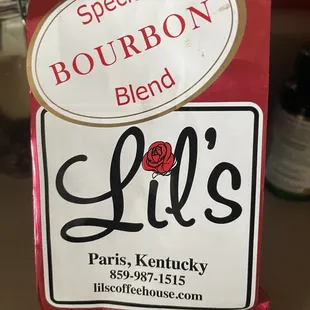 BOURBON
Blend
Lil's
Paris, Kentucky
859-987-1515
lilscoffeehouse.com